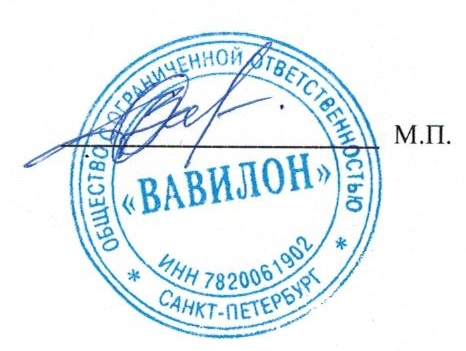 ОБЩЕСТВО С ОГРАНИЧЕННОЙ ОТВЕТСТВЕННОСТЬЮ
М.П.
«ВАВИЛОН»
ИНН 7820061902
* САНКТ-ПЕТЕРБУРГ *